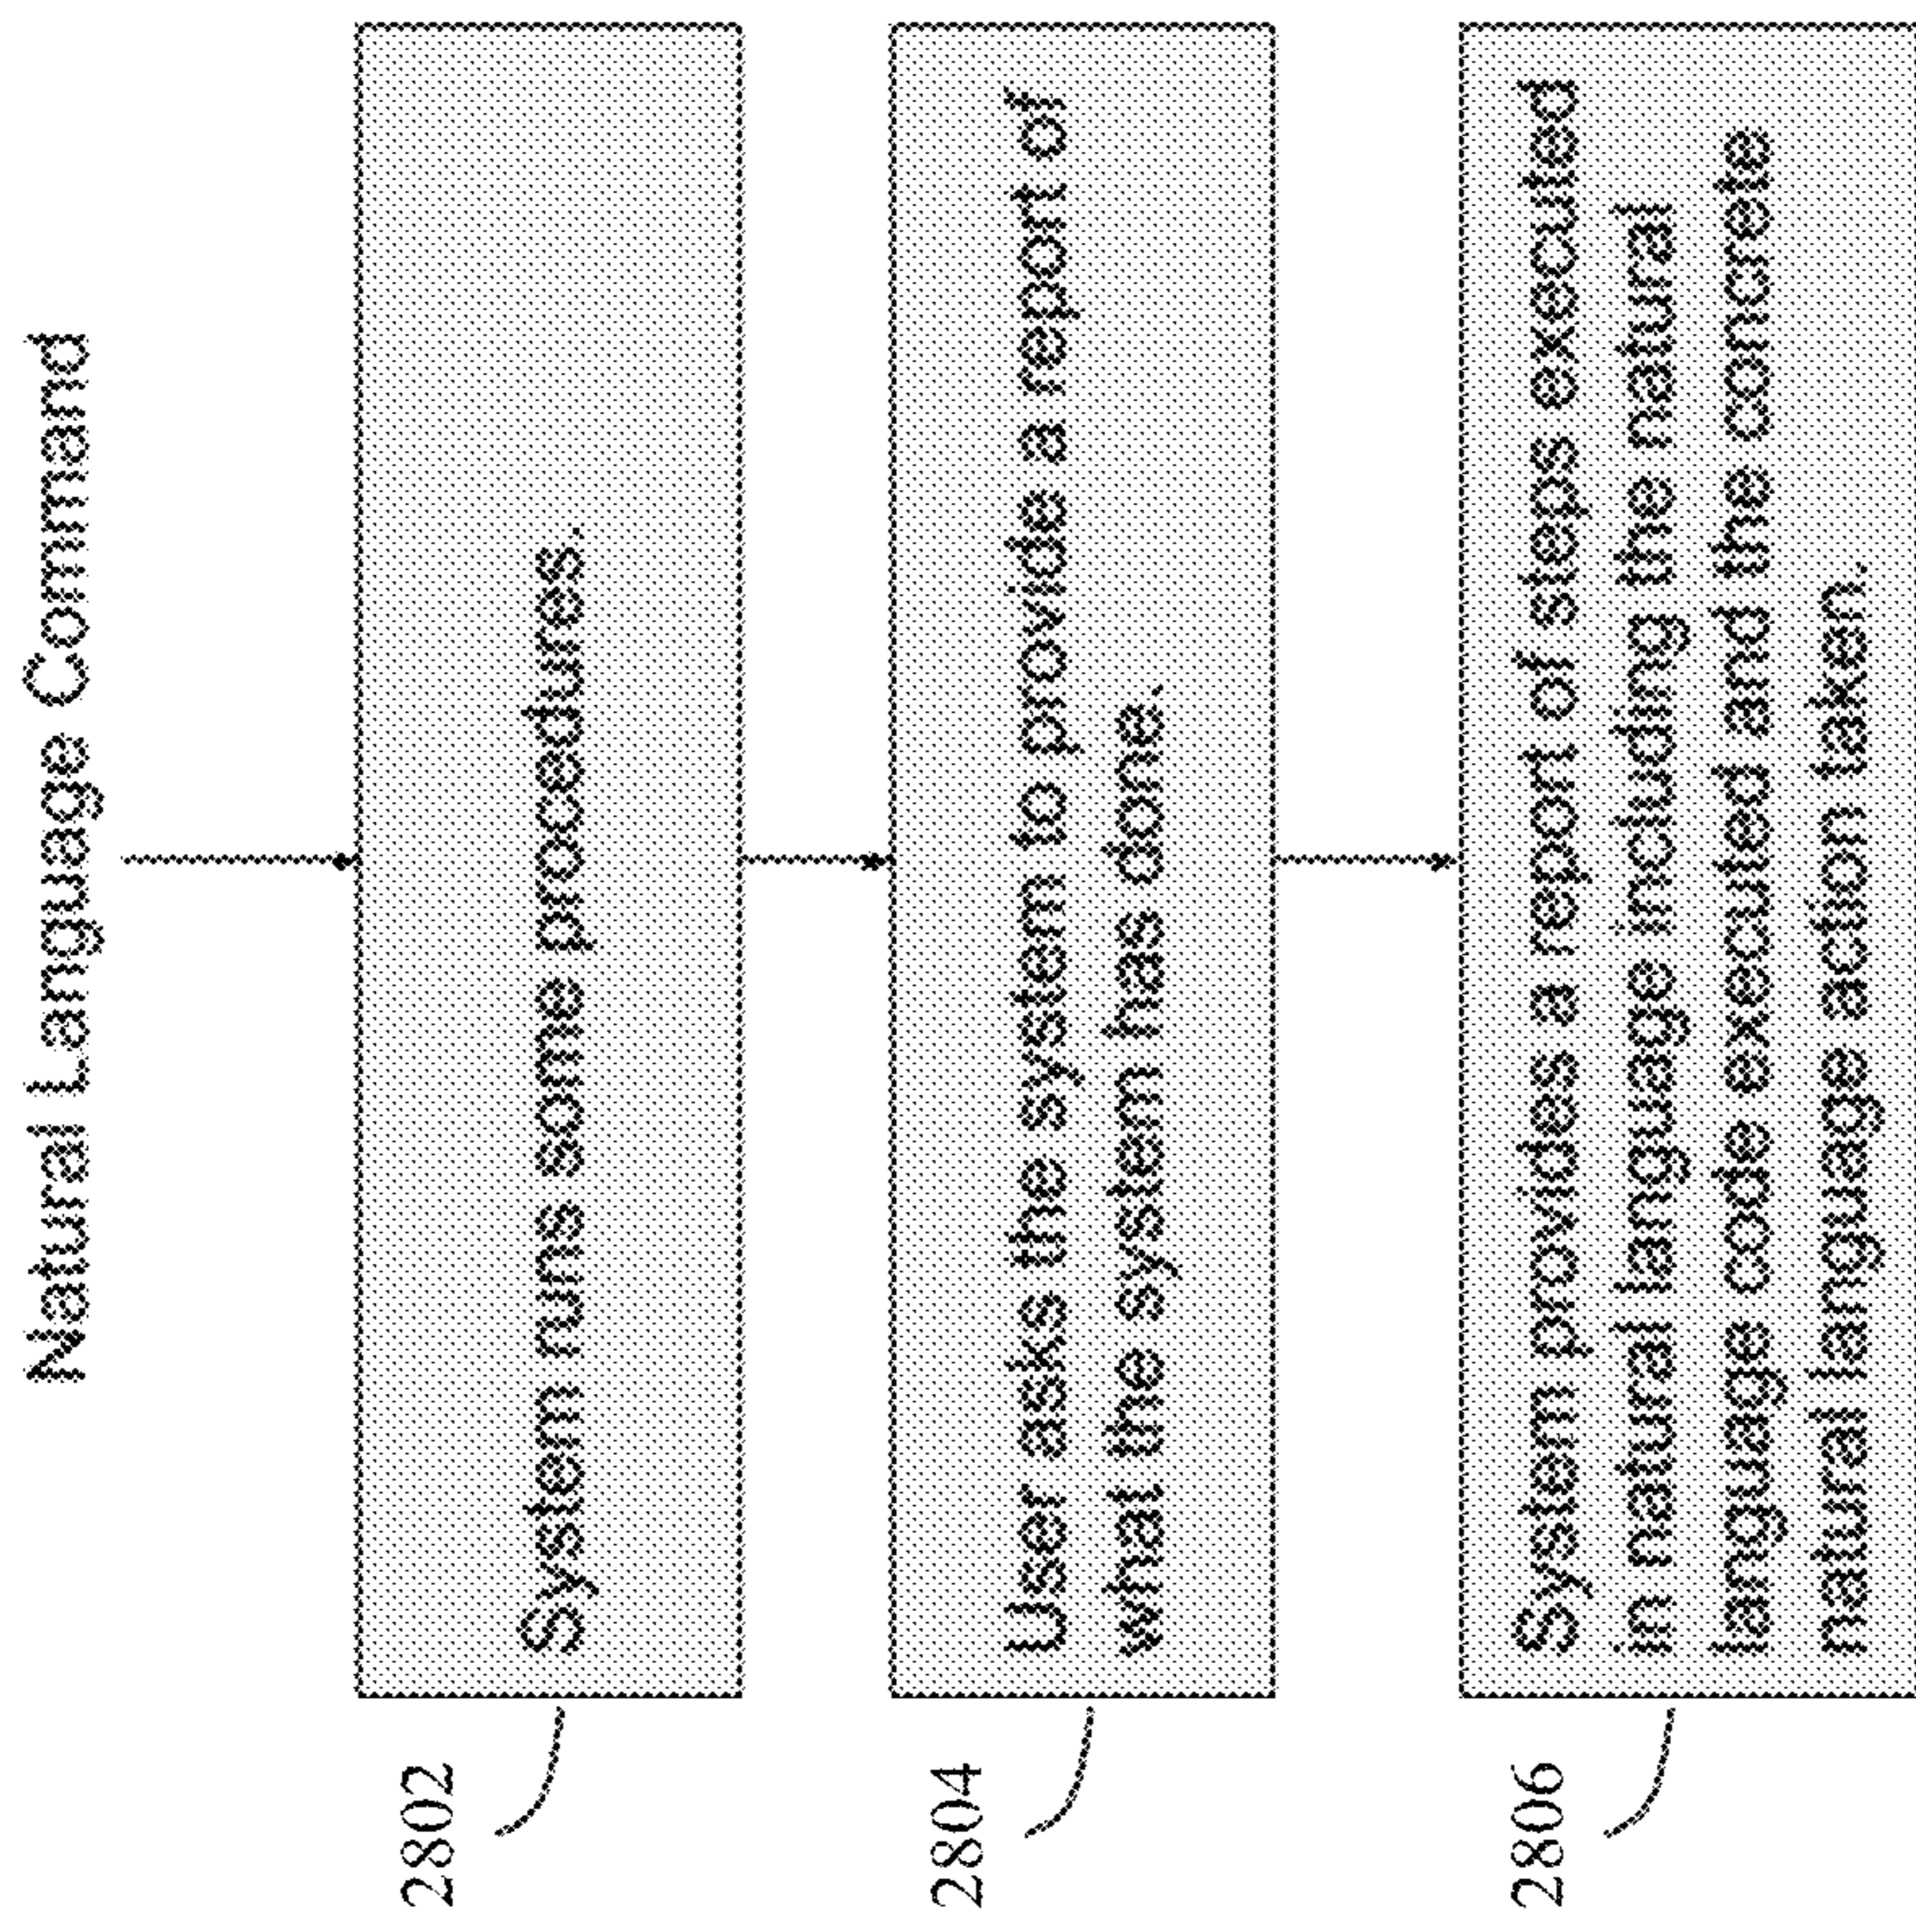 Natural Language Command
2802
System runs some procedures.
2804
User asks the system to provide a report of
what the system has done.
2806
System provides a report of steps executed
in natural language including the natural
language code executed and the concrete
natural language action taken.